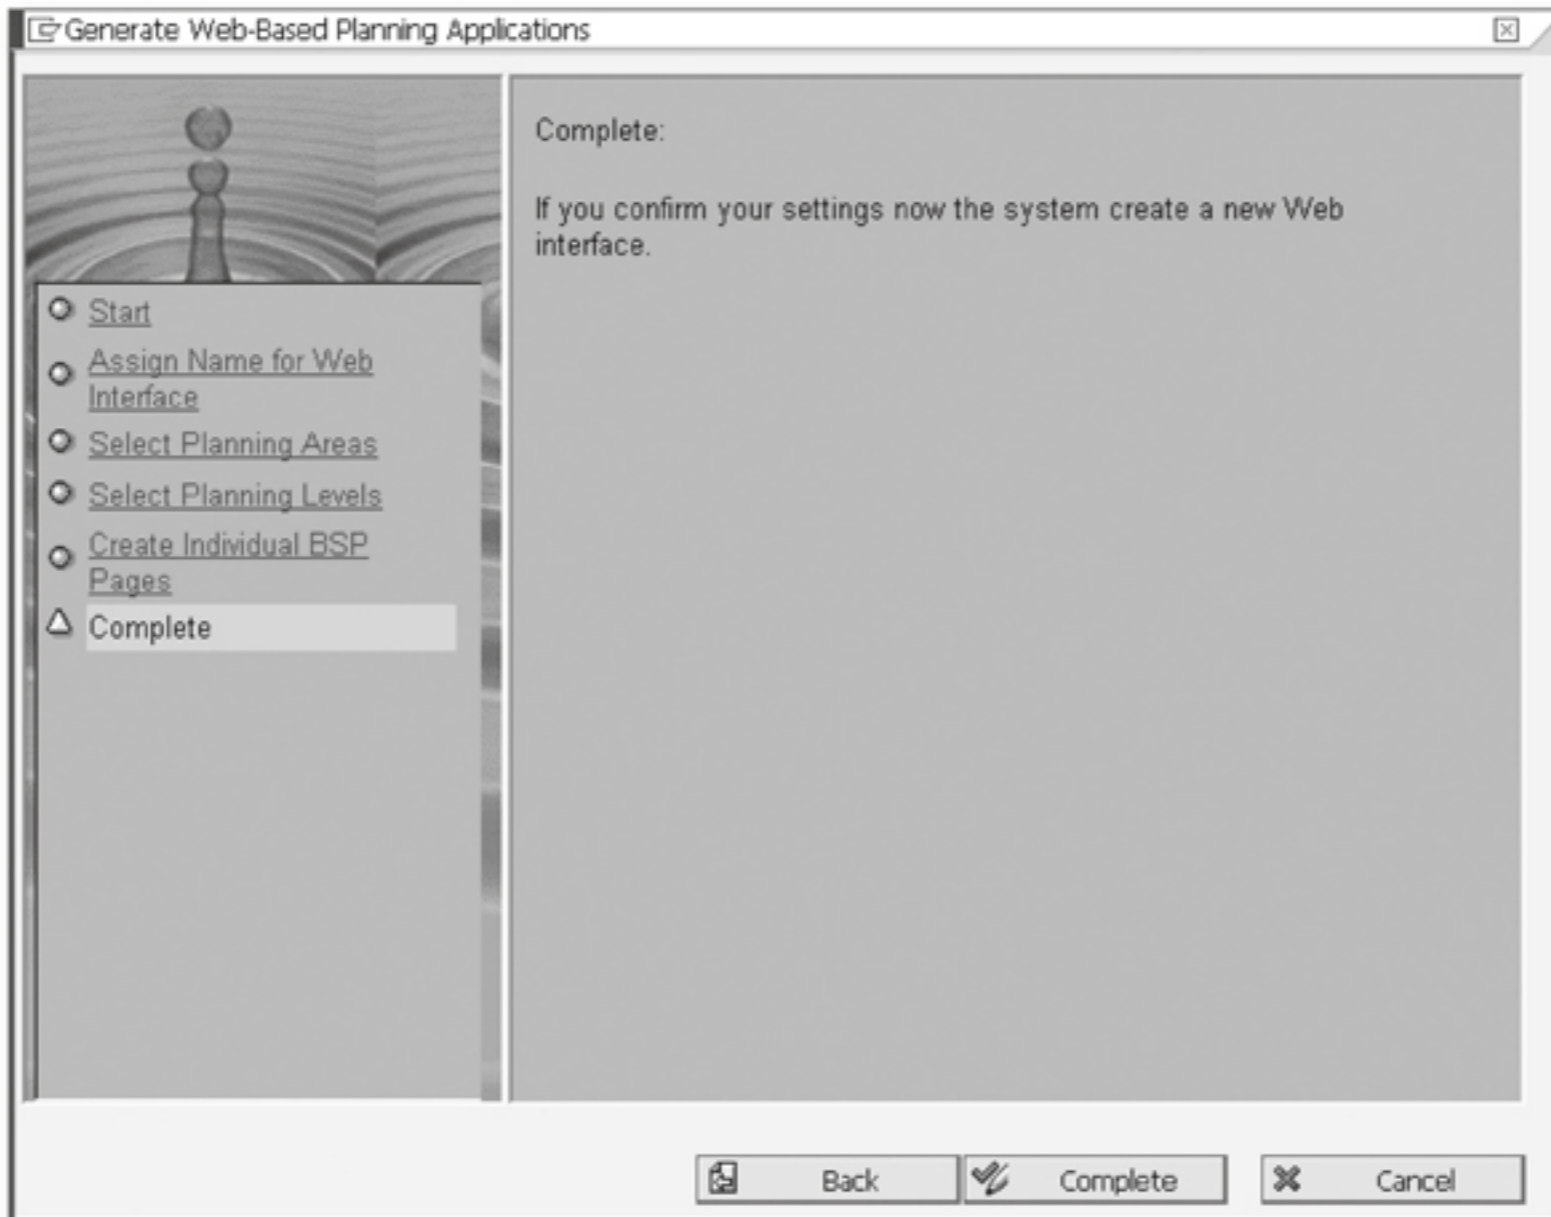 Generate Web-Based Planning Applications
Complete:
If you confirm your settings now the system create a new Web
interface.
Start
Assign Name for Web
Interface
Select Planning Areas
Select Planning Levels
Create Individual BSP
Pages
Complete
Back
Complete
Cancel